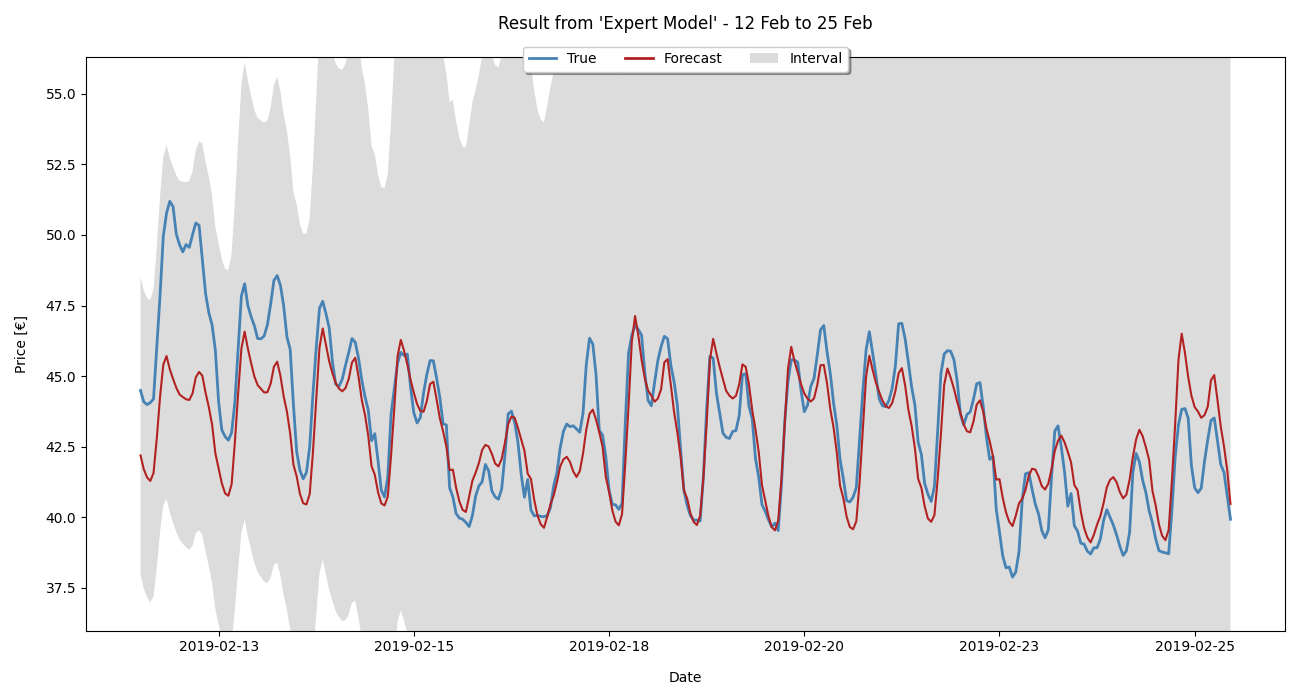 Result from 'Expert Model' - 12 Feb to 25 Feb
True Forecast Interval
55.0
52.5
50.0
47.5
45.0
42.5
40.0
37.5
Price [€]
2019-02-13 2019-02-15 2019-02-18 2019-02-20 2019-02-23 2019-02-25
Date